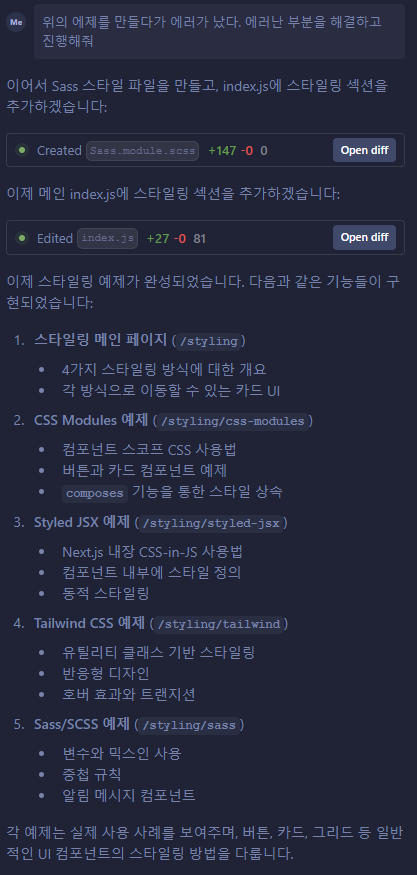 Me
위의 예제를 만들다가 에러가 났다. 에러난 부분을 해결하고
진행해줘
이어서 Sass 스타일 파일을 만들고, index.js에 스타일링 섹션을
추가하겠습니다:
Created Sass.module.scss +147 -0 0 Open diff
이제 메인 index.js에 스타일링 섹션을 추가하겠습니다:
Edited index.js +27 -0 81 Open diff
이제 스타일링 예제가 완성되었습니다. 다음과 같은 기능들이 구
현되었습니다:
1. 스타일링 메인 페이지 (/styling)
• 4가지 스타일링 방식에 대한 개요
• 각 방식으로 이동할 수 있는 카드 UI
2. CSS Modules 예제 (/styling/css-modules)
• 컴포넌트 스코프 CSS 사용법
• 버튼과 카드 컴포넌트 예제
• composes 기능을 통한 스타일 상속
3. Styled JSX 예제 (/styling/styled-jsx)
• Next.js 내장 CSS-in-JS 사용법
• 컴포넌트 내부에 스타일 정의
• 동적 스타일링
4. Tailwind CSS 예제 (/styling/tailwind)
• 유틸리티 클래스 기반 스타일링
• 반응형 디자인
• 호버 효과와 트랜지션
5. Sass/SCSS 예제 (/styling/sass)
• 변수와 믹스인 사용
• 중첩 규칙
• 알림 메시지 컴포넌트
각 예제는 실제 사용 사례를 보여주며, 버튼, 카드, 그리드 등 일반
적인 UI 컴포넌트의 스타일링 방법을 다룹니다.